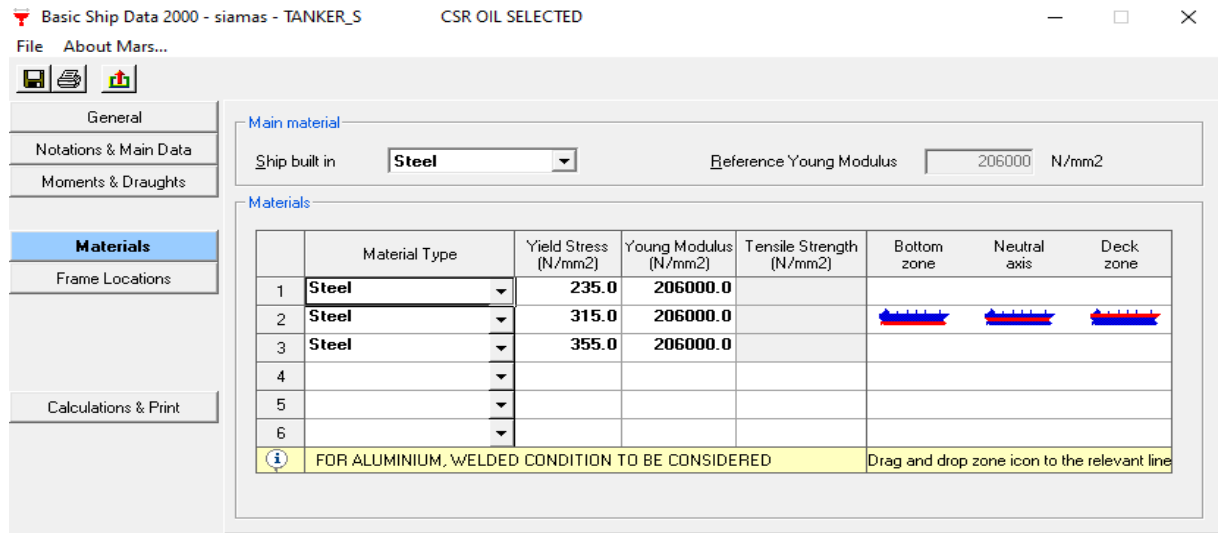 Basic Ship Data 2000 - siamas - TANKER_S CSR OIL SELECTED
File About Mars...
General
Notations & Main Data
Moments & Draughts
Materials
Frame Locations
Calculations & Print
Main material
Ship built in Steel Reference Young Modulus 206000 N/mm2
Materials
Material Type Yield Stress (N/mm2) Young Modulus (N/mm2) Tensile Strength (N/mm2) Bottom zone Neutral axis Deck zone
1 Steel 235.0 206000.0
2 Steel 315.0 206000.0
3 Steel 355.0 206000.0
4
5
6
FOR ALUMINIUM, WELDED CONDITION TO BE CONSIDERED Drag and drop zone icon to the relevant line